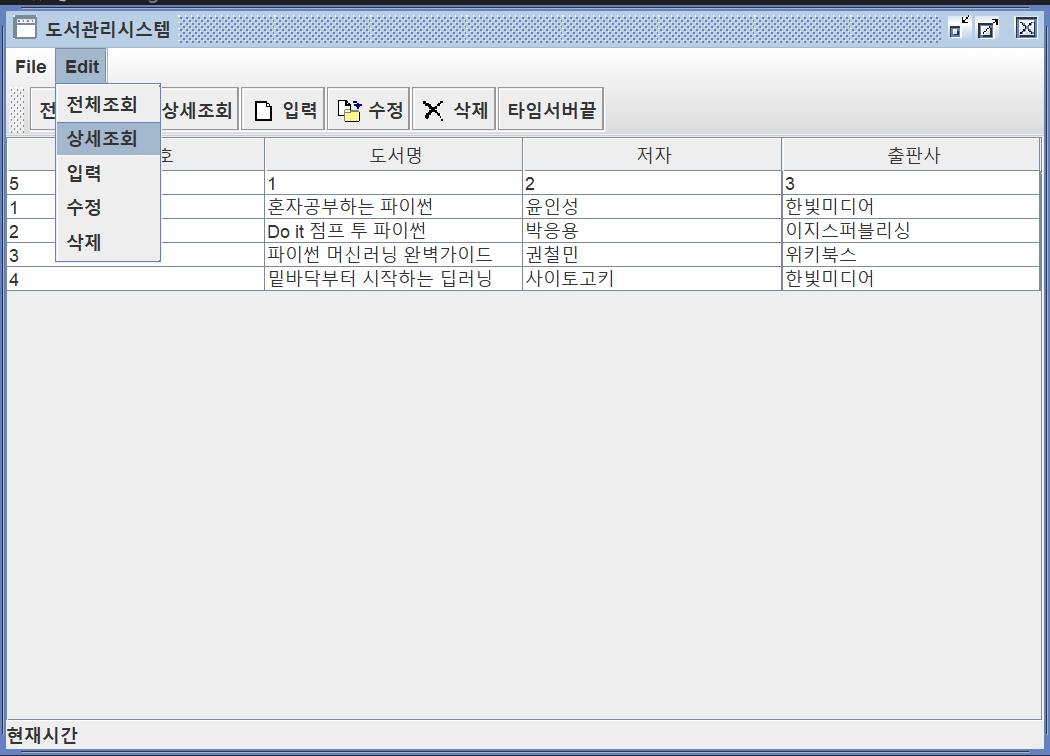 도서관리시스템
File Edit
전 상세조회 입력 수정 삭제 타임서버끝
전체조회
상세조회
입력
수정
삭제
호 도서명 저자 출판사
5 1 2 3
1 혼자공부하는 파이썬 윤인성 한빛미디어
2 Do it 점프 투 파이썬 박응용 이지스퍼블리싱
3 파이썬 머신러닝 완벽가이드 권철민 위키북스
4 밑바닥부터 시작하는 딥러닝 사이토고키 한빛미디어
현재시간